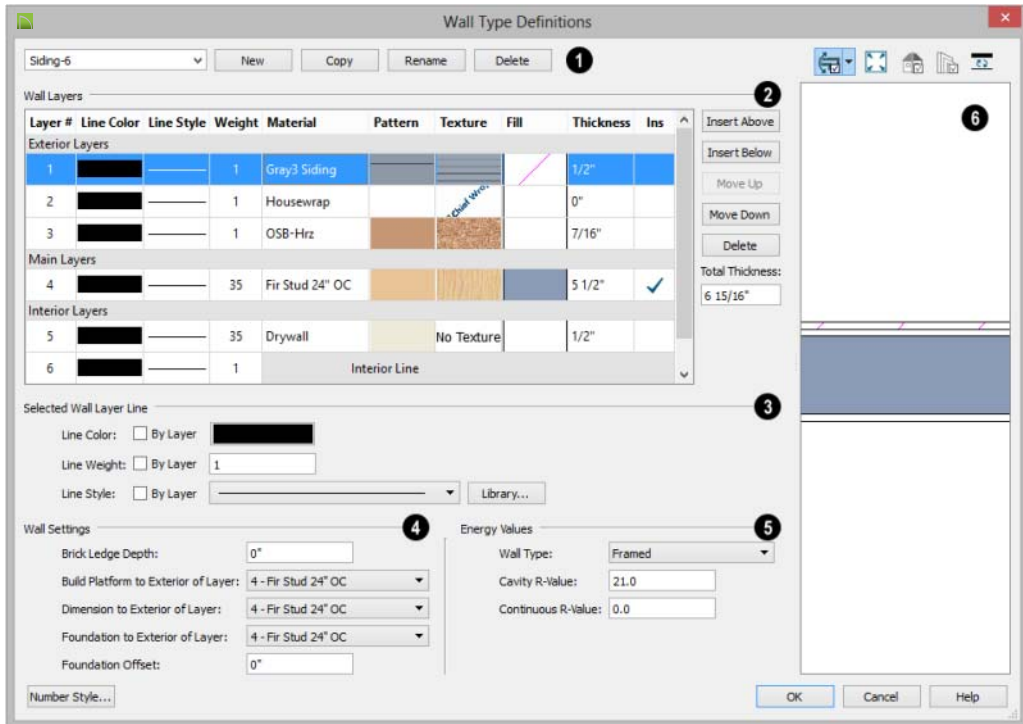 Wall Type Definitions
Siding-6 New Copy Rename Delete 1
Wall Layers 2
Layer # Line Color Line Style Weight Material Pattern Texture Fill Thickness Ins
Insert Above
Exterior Layers
1 1 Gray3 Siding 1/2"
Insert Below
2 1 Housewrap Chief 0"
Move Up
3 1 OSB-Hrz 7/16"
Move Down
Main Layers
Delete
4 35 Fir Stud 24" OC 5 1/2"
Total Thickness:
6 15/16"
Interior Layers
5 35 Drywall No Texture 1/2"
6 1 Interior Line
6
Selected Wall Layer Line 3
Line Color: By Layer
Line Weight: By Layer 1
Line Style: By Layer Library...
Wall Settings 4
Brick Ledge Depth: 0"
Build Platform to Exterior of Layer: 4 - Fir Stud 24" OC
Dimension to Exterior of Layer: 4 - Fir Stud 24" OC
Foundation to Exterior of Layer: 4 - Fir Stud 24" OC
Foundation Offset: 0"
Energy Values 5
Wall Type: Framed
Cavity R-Value: 21.0
Continuous R-Value: 0.0
Number Style... OK Cancel Help